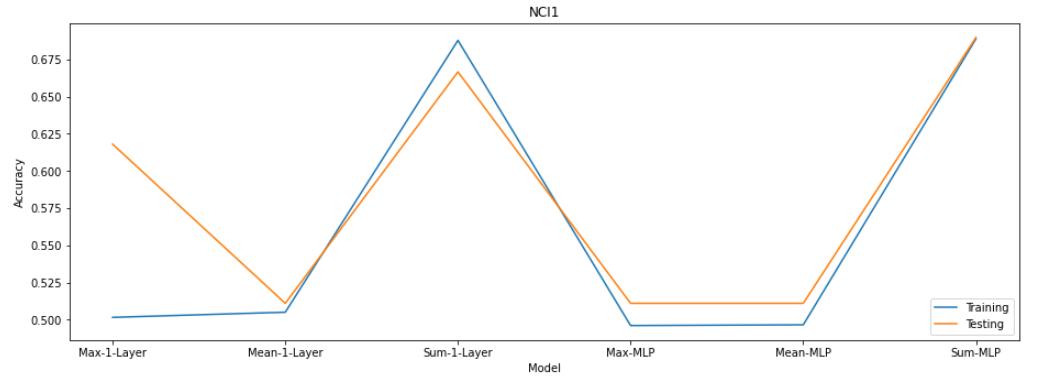 NCI1
Accuracy
0.675
0.650
0.625
0.600
0.575
0.550
0.525
0.500
Training
Testing
Max-1-Layer Mean-1-Layer Sum-1-Layer Max-MLP Mean-MLP Sum-MLP
Model